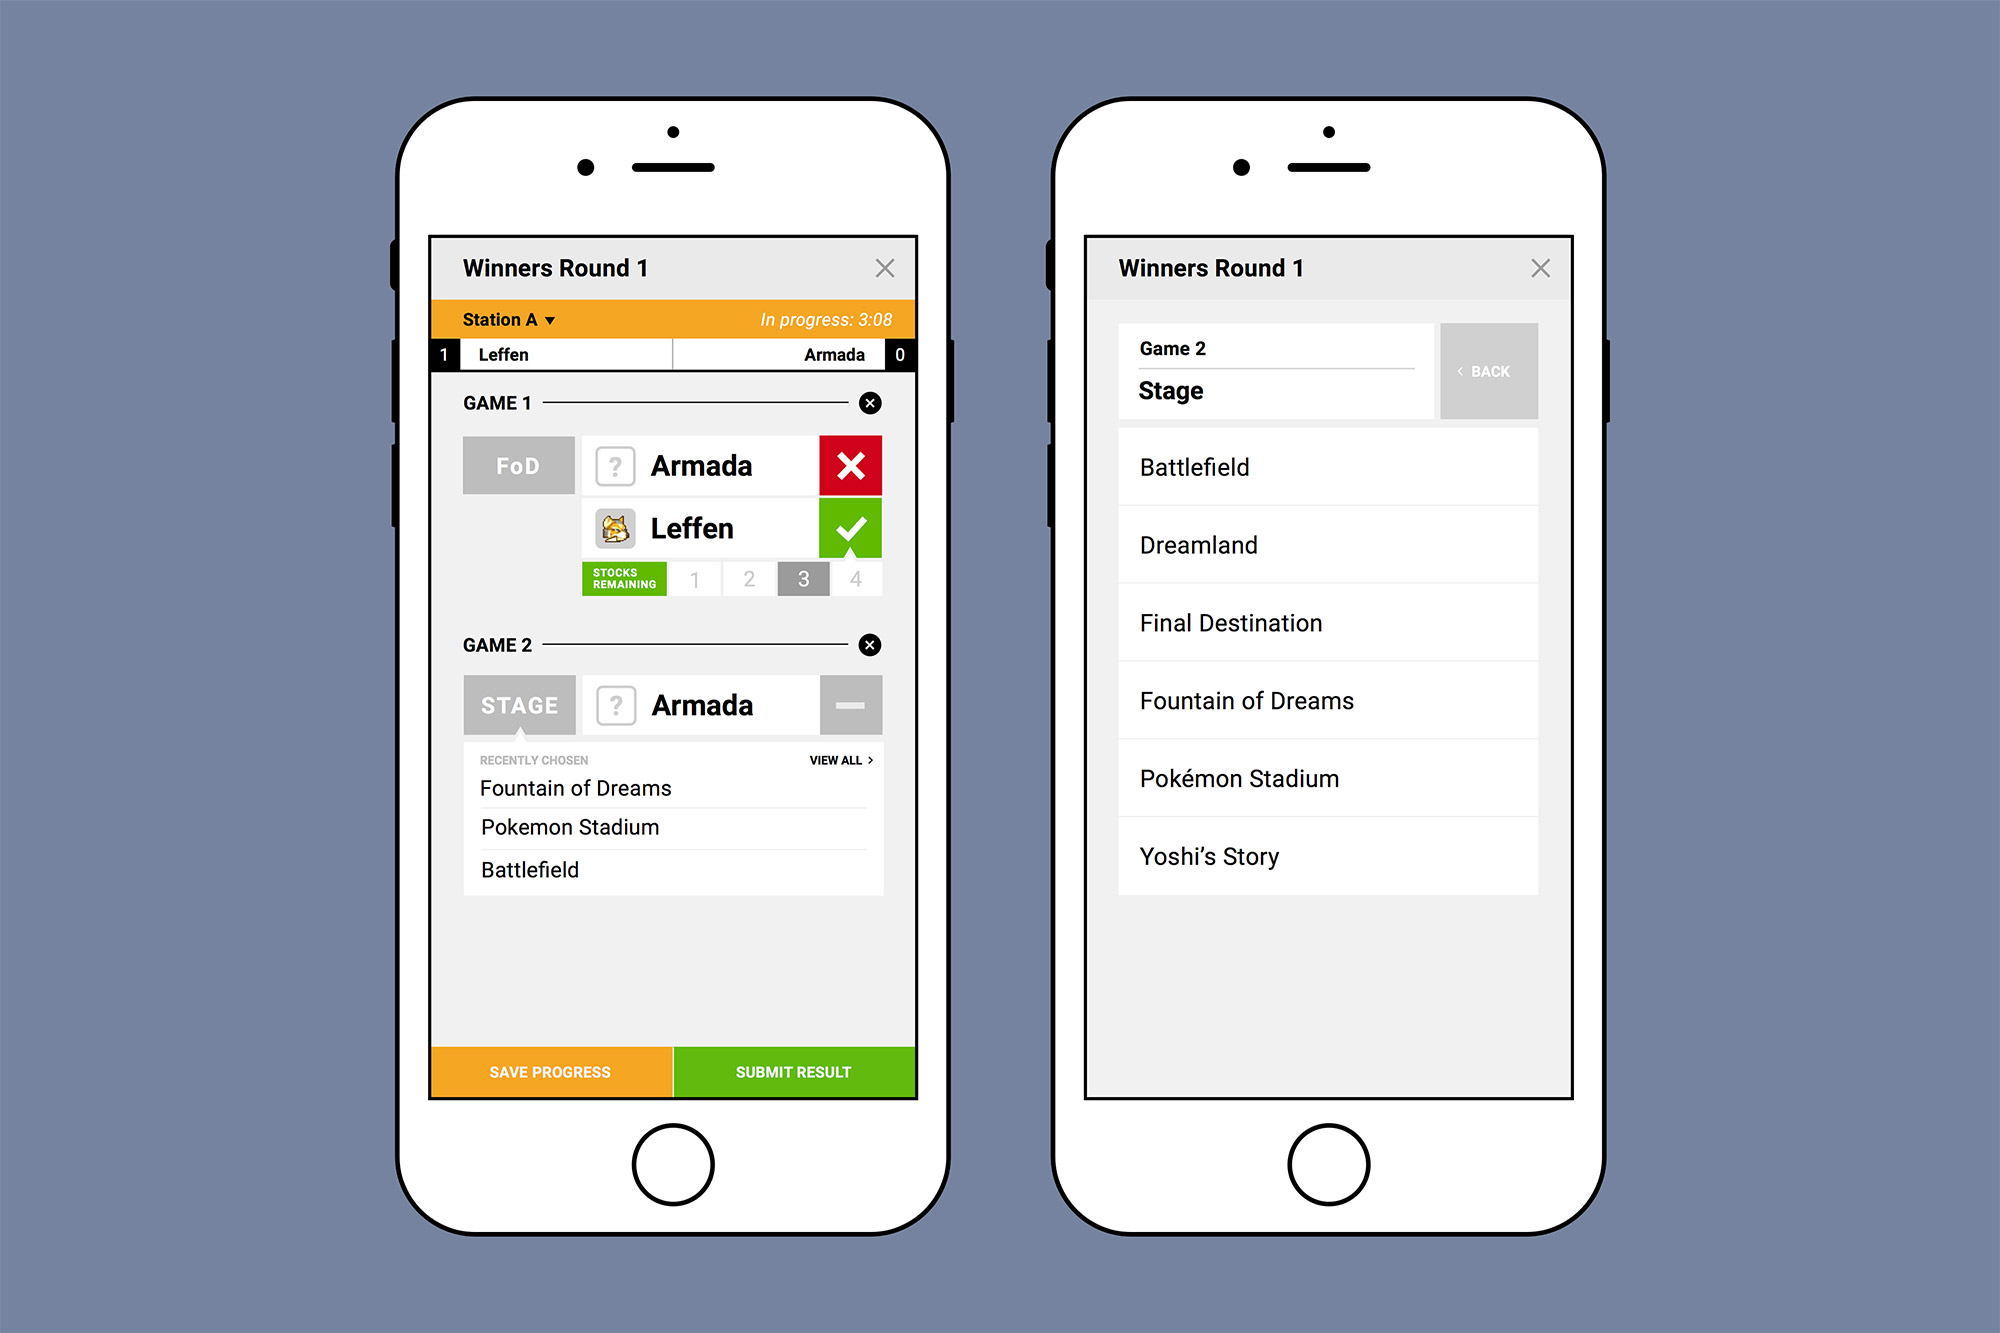 Winners Round 1
Station A
In progress: 3:08
1 Leffen Armada 0
GAME 1
FoD
? Armada
Leffen
STOCKS
REMAINING
1 2 3 4
GAME 2
STAGE
? Armada
RECENTLY CHOSEN
VIEW ALL >
Fountain of Dreams
Pokemon Stadium
Battlefield
SAVE PROGRESS
SUBMIT RESULT
Winners Round 1
Game 2
Stage
< BACK
Battlefield
Dreamland
Final Destination
Fountain of Dreams
Pokémon Stadium
Yoshi’s Story